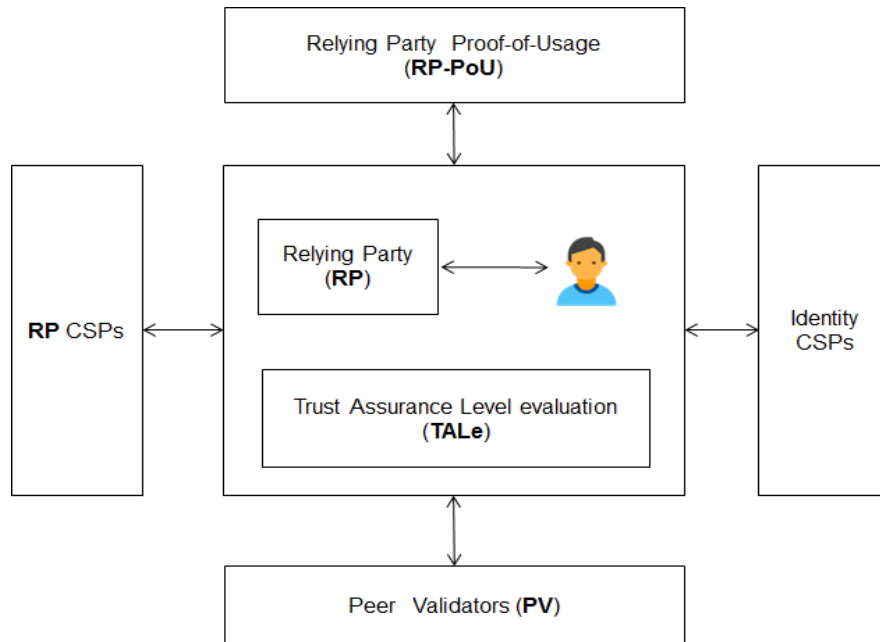 Relying Party Proof-of-Usage
(RP-PoU)
RP CSPs
Relying Party
(RP)
Trust Assurance Level evaluation
(TALe)
Identity
CSPs
Peer Validators (PV)